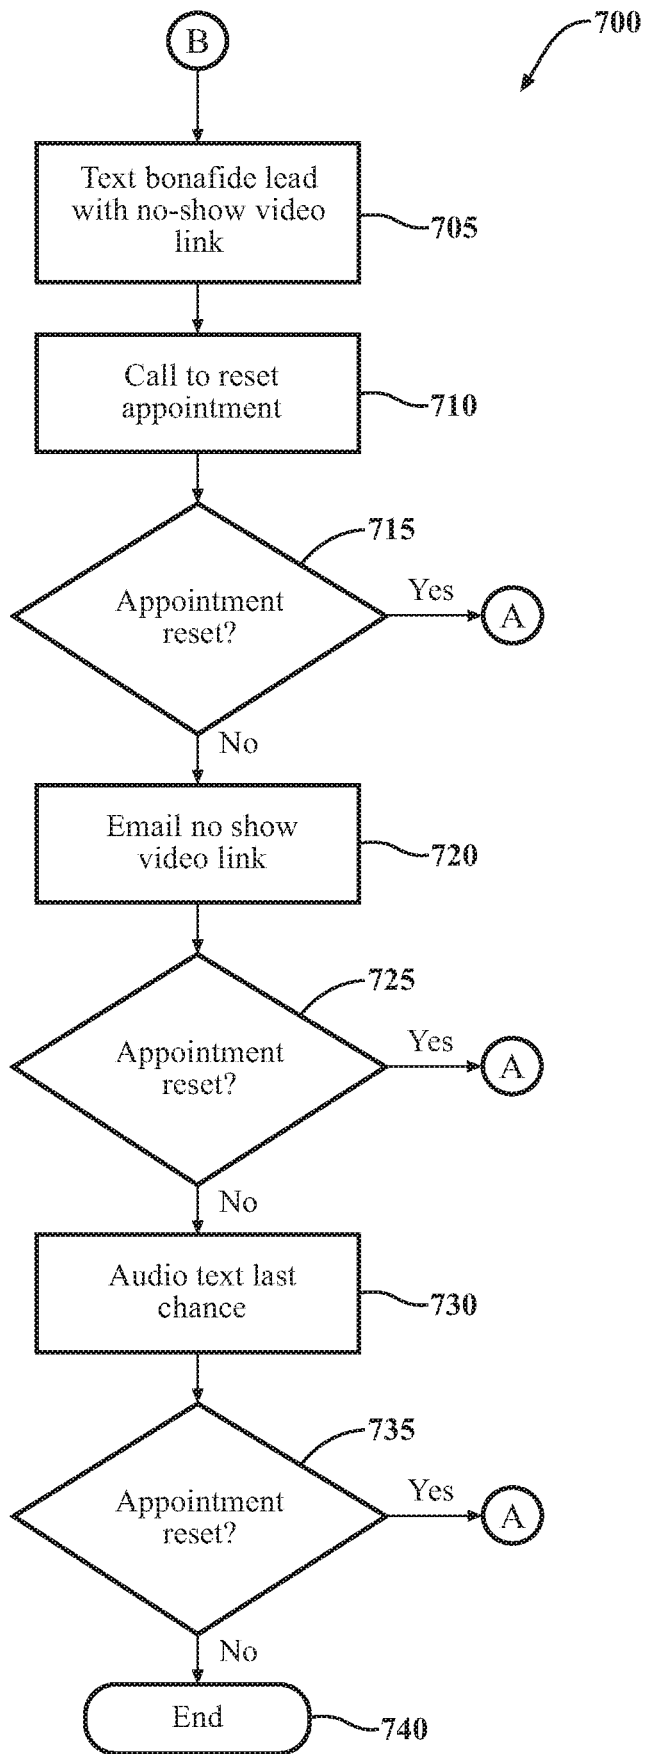 B
700
Text bonafide lead
with no-show video
link
705
Call to reset
appointment
710
715
Appointment
reset?
Yes
A
No
Email no show
video link
720
725
Appointment
reset?
Yes
A
No
Audio text last
chance
730
735
Appointment
reset?
Yes
A
No
End
740